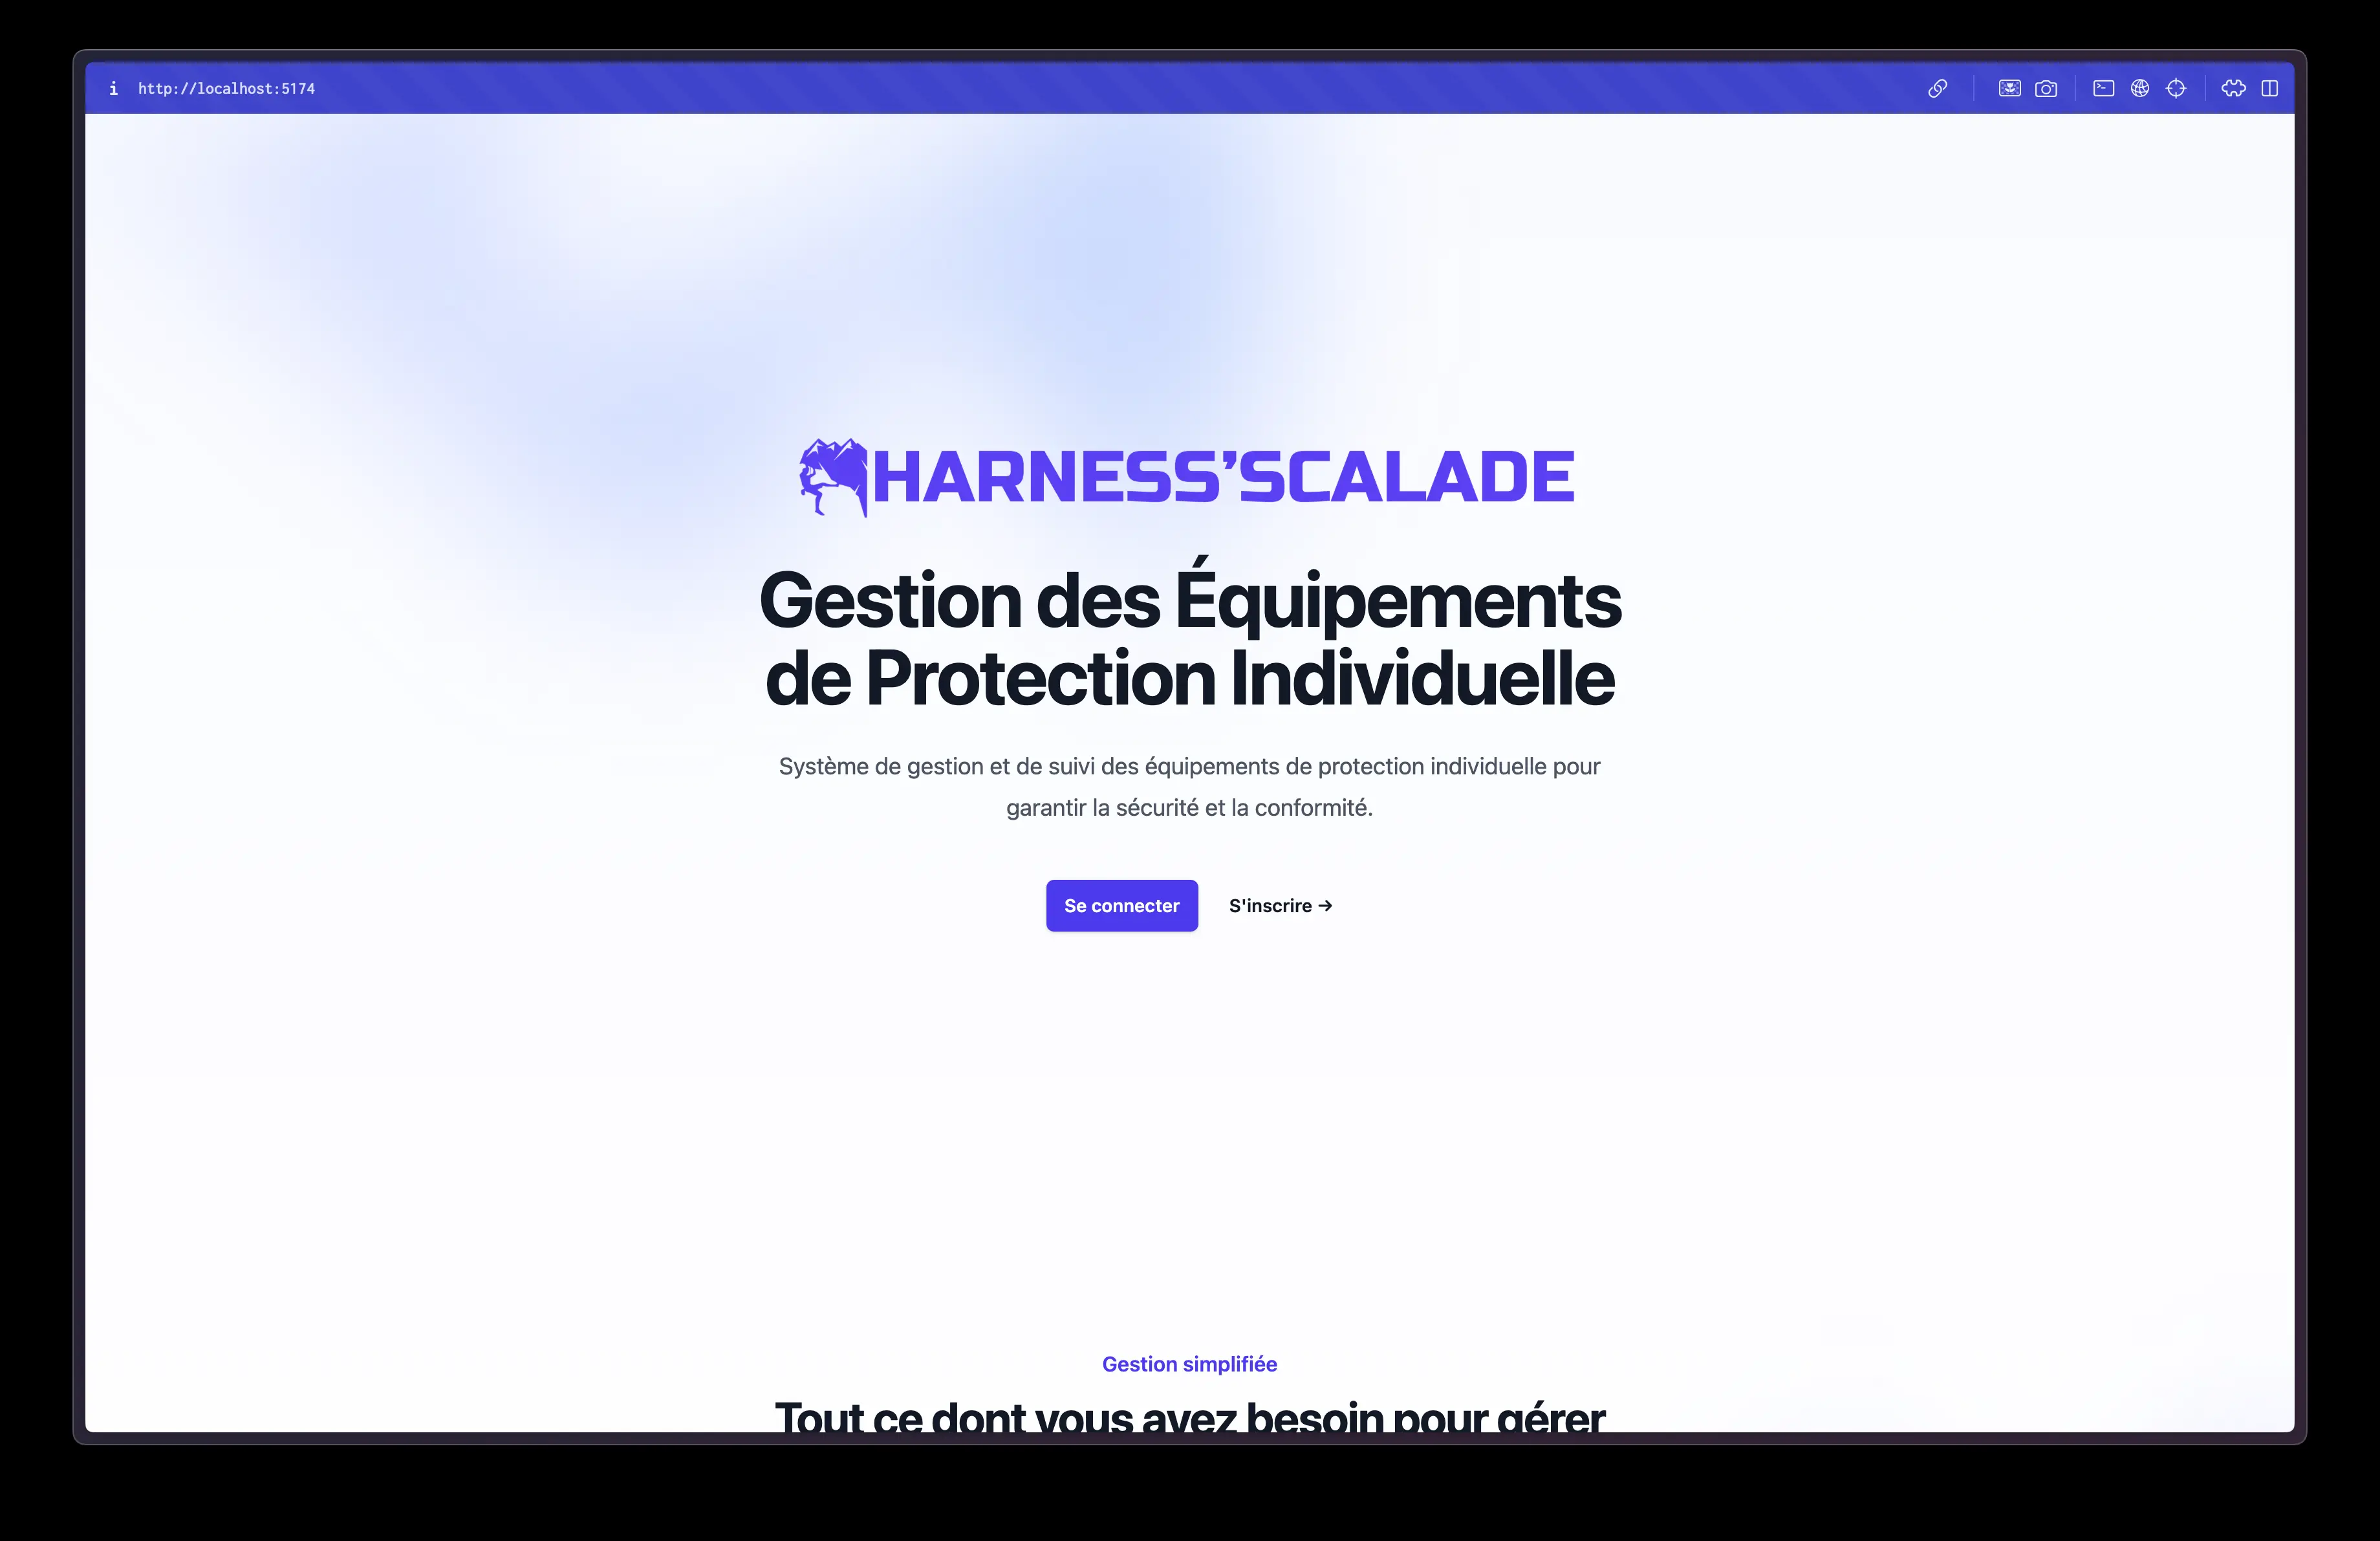 i http://localhost:5174
HARNESS’SCALADE
Gestion des Équipements
de Protection Individuelle
Système de gestion et de suivi des équipements de protection individuelle pour
garantir la sécurité et la conformité.
Se connecter S'inscrire →
Gestion simplifiée
Tout ce dont vous avez besoin pour gérer